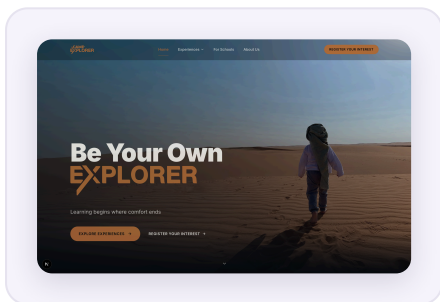 EXPLORER
Home
Experiences
For Schools
About Us
REGISTER YOUR INTEREST
Be Your Own
EXPLORER
Learning begins where comfort ends
EXPLORE EXPERIENCES →
REGISTER YOUR INTEREST →